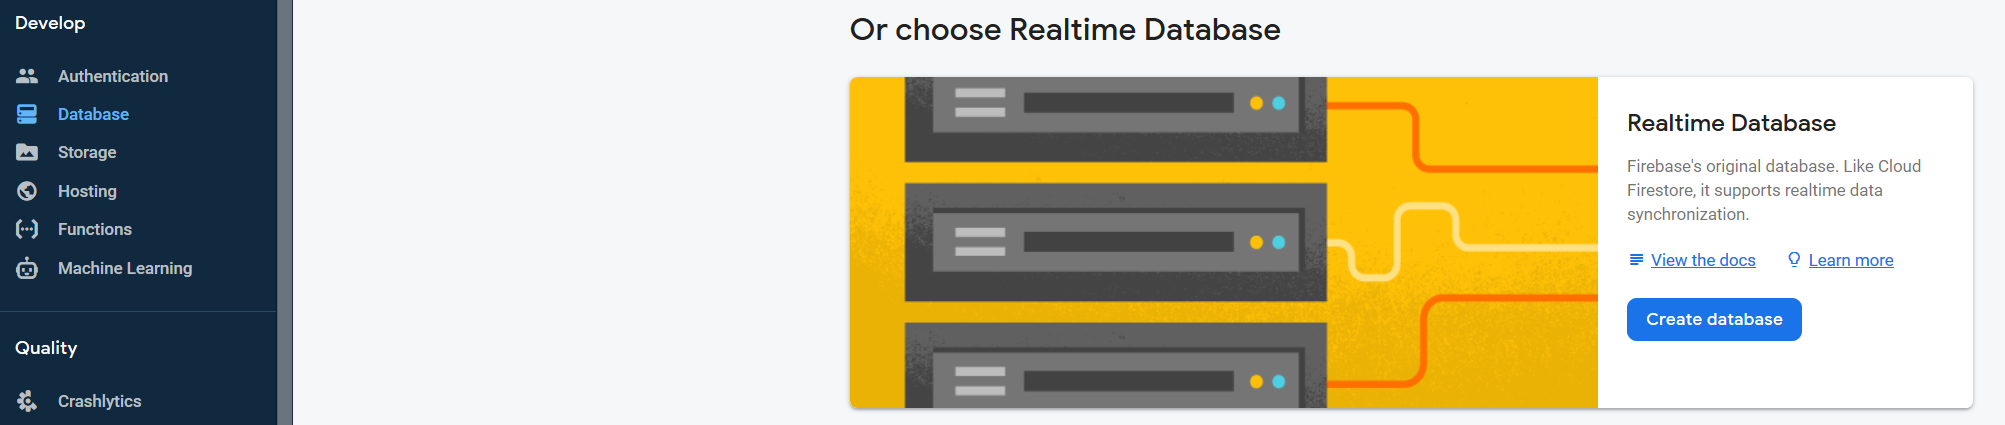 Develop
Authentication
Database
Storage
Hosting
Functions
Machine Learning
Quality
Crashlytics
Or choose Realtime Database
Realtime Database
Firebase's original database. Like Cloud
Firestore, it supports realtime data
synchronization.
View the docs
Learn more
Create database